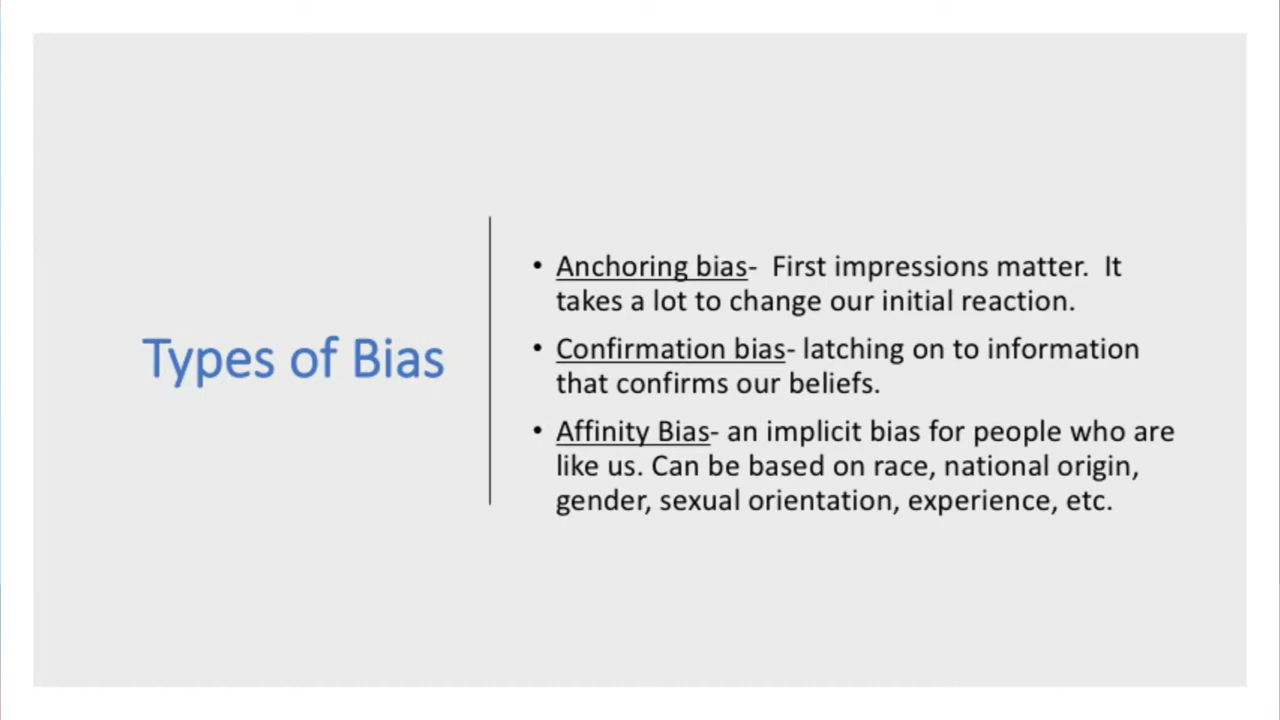 Types of Bias
• Anchoring bias-  First impressions matter.  It
takes a lot to change our initial reaction.
• Confirmation bias- latching on to information
that confirms our beliefs.
• Affinity Bias- an implicit bias for people who are
like us. Can be based on race, national origin,
gender, sexual orientation, experience, etc.